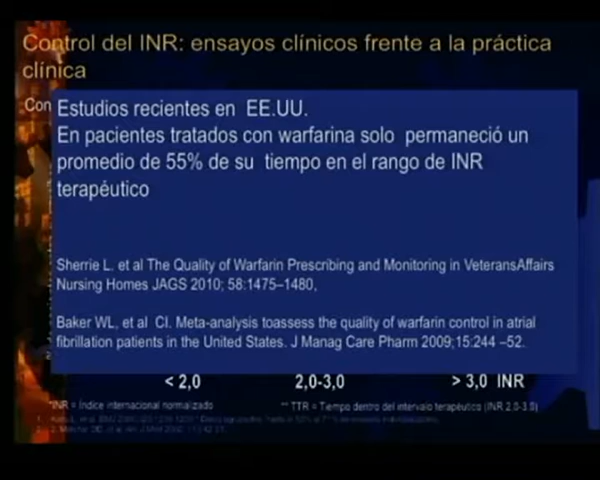 Control del INR: ensayos clínicos frente a la práctica
clínica
Con
Estudios recientes en EE.UU.
En pacientes tratados con warfarina solo permaneció un
promedio de 55% de su tiempo en el rango de INR
terapéutico
Sherrie L. et al The Quality of Warfarin Prescribing and Monitoring in VeteransAffairs
Nursing Homes JAGS 2010; 58:1475–1480,
Baker WL, et al CI. Meta-analysis toassess the quality of warfarin control in atrial
fibrillation patients in the United States. J Manag Care Pharm 2009;15:244 –52.
< 2,0 2,0-3,0 > 3,0 INR
*INR = Índice internacional normalizado ** TTR = Tiempo dentro del intervalo terapéutico (INR 2,0-3,0)